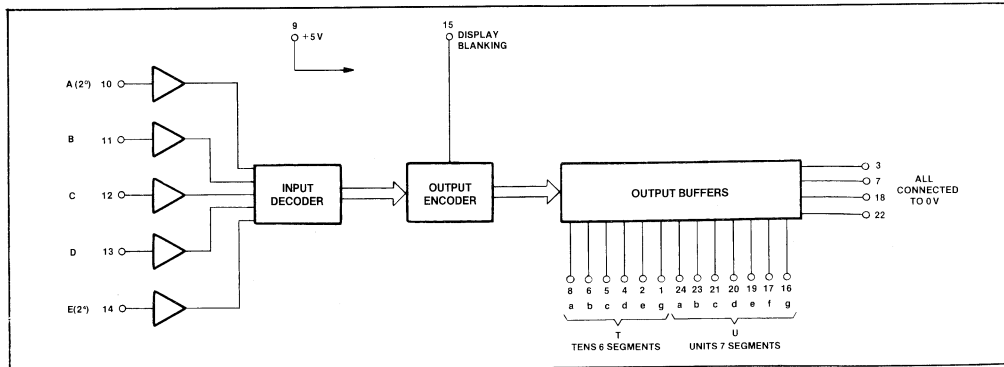 9
+5V
15
DISPLAY
BLANKING
A (2⁰) 10
B 11
C 12
D 13
E(2⁴) 14
INPUT
DECODER
OUTPUT
ENCODER
OUTPUT BUFFERS
3
7
18
22
ALL
CONNECTED
TO 0V
8 6 5 4 2 1 24 23 21 20 19 17 16
a b c d e g a b c d e f g
T U
TENS 6 SEGMENTS UNITS 7 SEGMENTS